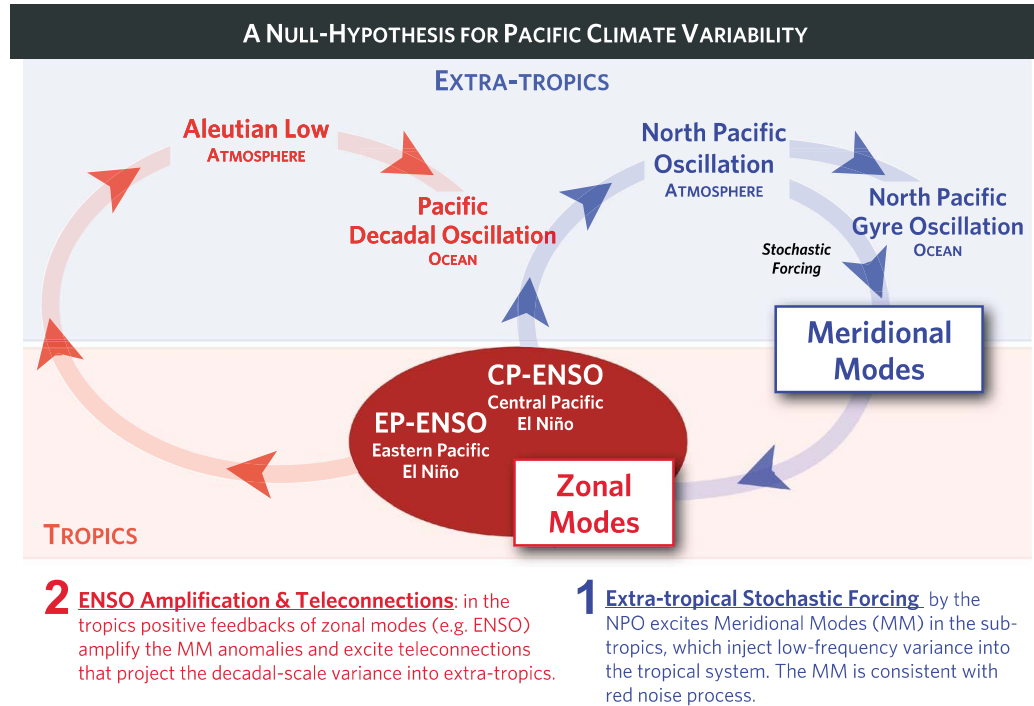 A NULL-HYPOTHESIS FOR PACIFIC CLIMATE VARIABILITY
EXTRA-TROPICS
Aleutian Low
ATMOSPHERE
Pacific
Decadal Oscillation
OCEAN
North Pacific
Oscillation
ATMOSPHERE
North Pacific
Gyre Oscillation
OCEAN
Stochastic
Forcing
Meridional
Modes
CP-ENSO
Central Pacific
El Niño
EP-ENSO
Eastern Pacific
El Niño
Zonal
Modes
TROPICS
2 ENSO Amplification & Teleconnections: in the
tropics positive feedbacks of zonal modes (e.g. ENSO)
amplify the MM anomalies and excite teleconnections
that project the decadal-scale variance into extra-tropics.
1 Extra-tropical Stochastic Forcing by the
NPO excites Meridional Modes (MM) in the sub-
tropics, which inject low-frequency variance into
the tropical system. The MM is consistent with
red noise process.